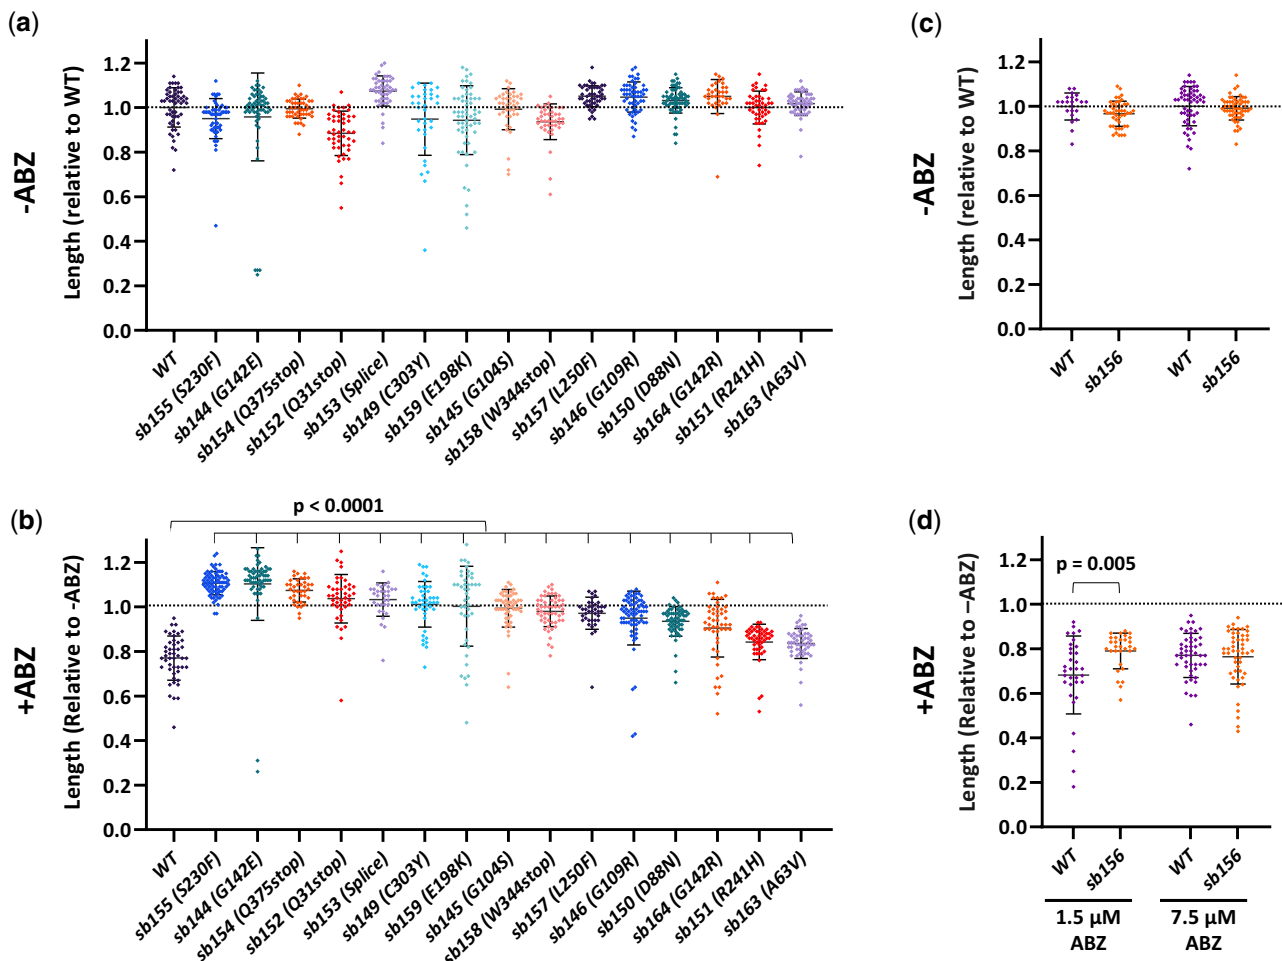 (a)
-ABZ
Length (relative to WT)
1.2
1.0
0.8
0.6
0.4
0.2
0.0
WT
sb155 (S230F)
sb144 (G142E)
sb154 (Q375stop)
sb152 (Q31stop)
sb153 (Splice)
sb149 (C303Y)
sb159 (E198K)
sb145 (G104S)
sb158 (W344stop)
sb157 (L250F)
sb146 (G109R)
sb150 (D88N)
sb164 (G142R)
sb151 (R241H)
sb163 (A63V)
(c)
-ABZ
Length (relative to WT)
1.2
1.0
0.8
0.6
0.4
0.2
0.0
WT
sb156
WT
sb156
(b)
p < 0.0001
+ABZ
Length (Relative to -ABZ)
1.2
1.0
0.8
0.6
0.4
0.2
0.0
WT
sb155 (S230F)
sb144 (G142E)
sb154 (Q375stop)
sb152 (Q31stop)
sb153 (Splice)
sb149 (C303Y)
sb159 (E198K)
sb145 (G104S)
sb158 (W344stop)
sb157 (L250F)
sb146 (G109R)
sb150 (D88N)
sb164 (G142R)
sb151 (R241H)
sb163 (A63V)
(d)
p = 0.005
+ABZ
Length (Relative to –ABZ)
1.2
1.0
0.8
0.6
0.4
0.2
0.0
WT
sb156
WT
sb156
1.5 µM
ABZ
7.5 µM
ABZ